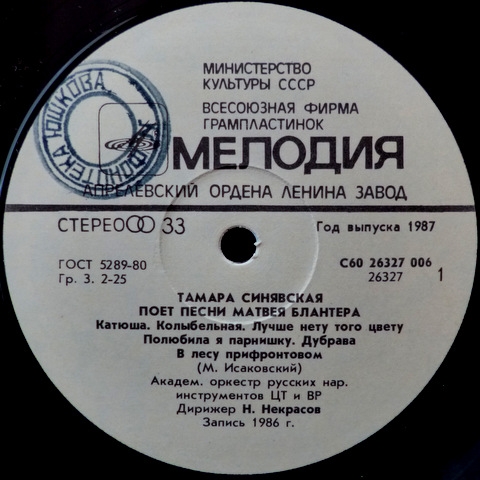 МИНИСТЕРСТВО
КУЛЬТУРЫ СССР
ВСЕСОЮЗНАЯ ФИРМА
ГРАМПЛАСТИНОК
МЕЛОДИЯ
ФОНОТЕКА ЮШКОВА
АПРЕЛЕВСКИЙ ОРДЕНА ЛЕНИНА ЗАВОД
СТЕРЕО 33
Год выпуска 1987
ГОСТ 5289-80
Гр. 3. 2-25
С60 26327 006
26327 1
ТАМАРА СИНЯВСКАЯ
ПОЕТ ПЕСНИ МАТВЕЯ БЛАНТЕРА
Катюша. Колыбельная. Лучше нету того цвету
Полюбила я парнишку. Дубрава
В лесу прифронтовом
(М. Исаковский)
Академ. оркестр русских нар.
инструментов ЦТ и ВР
Дирижер Н. Некрасов
Запись 1986 г.